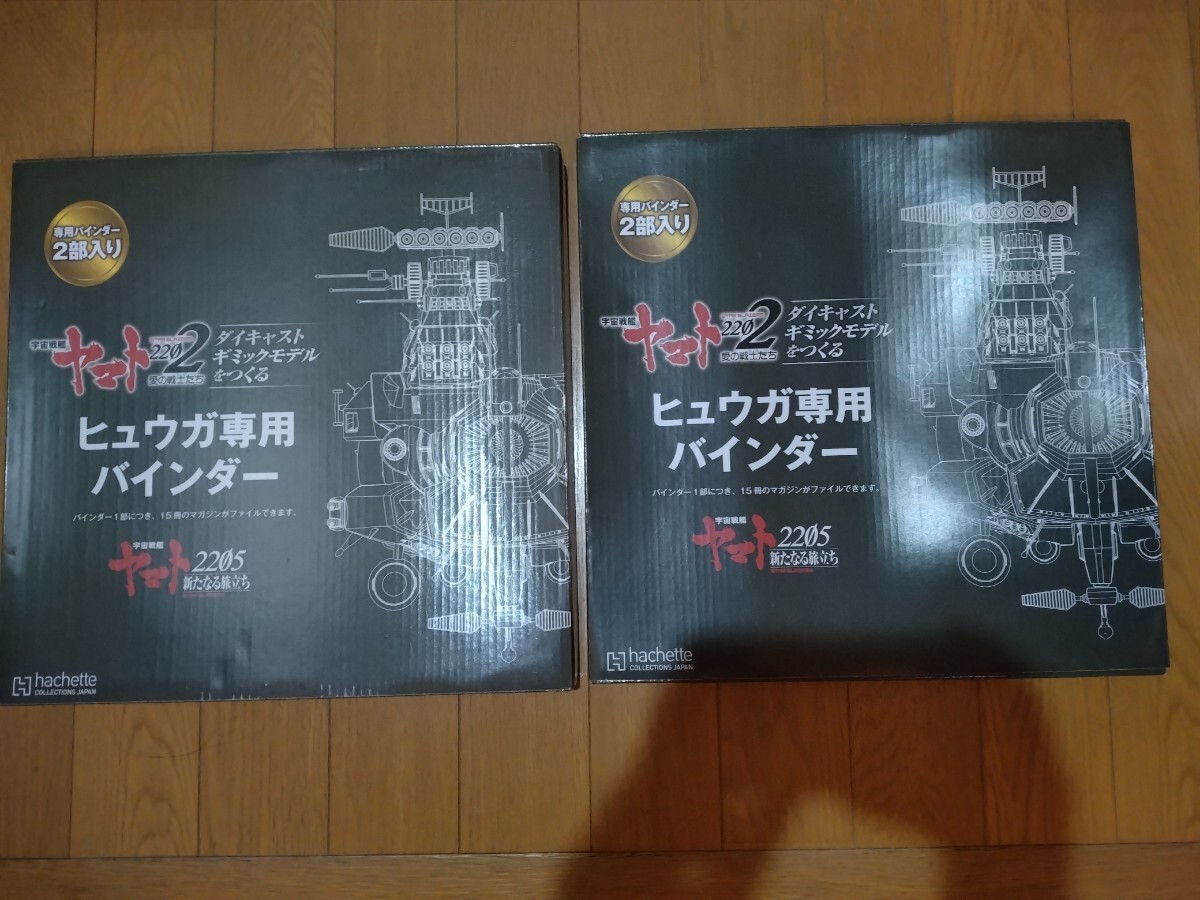 専用バインダー
2部入り
宇宙戦艦
ヤマト
2202
愛の戦士たち
ダイキャスト
ギミックモデル
をつくる
ヒュウガ専用
バインダー
バインダー1部につき、15冊のマガジンがファイルできます。
宇宙戦艦
ヤマト
2205
新たなる旅立ち
hachette
COLLECTIONS JAPAN
専用バインダー
2部入り
宇宙戦艦
ヤマト
2202
愛の戦士たち
ダイキャスト
ギミックモデル
をつくる
ヒュウガ専用
バインダー
バインダー1部につき、15冊のマガジンがファイルできます。
宇宙戦艦
ヤマト
2205
新たなる旅立ち
hachette
COLLECTIONS JAPAN